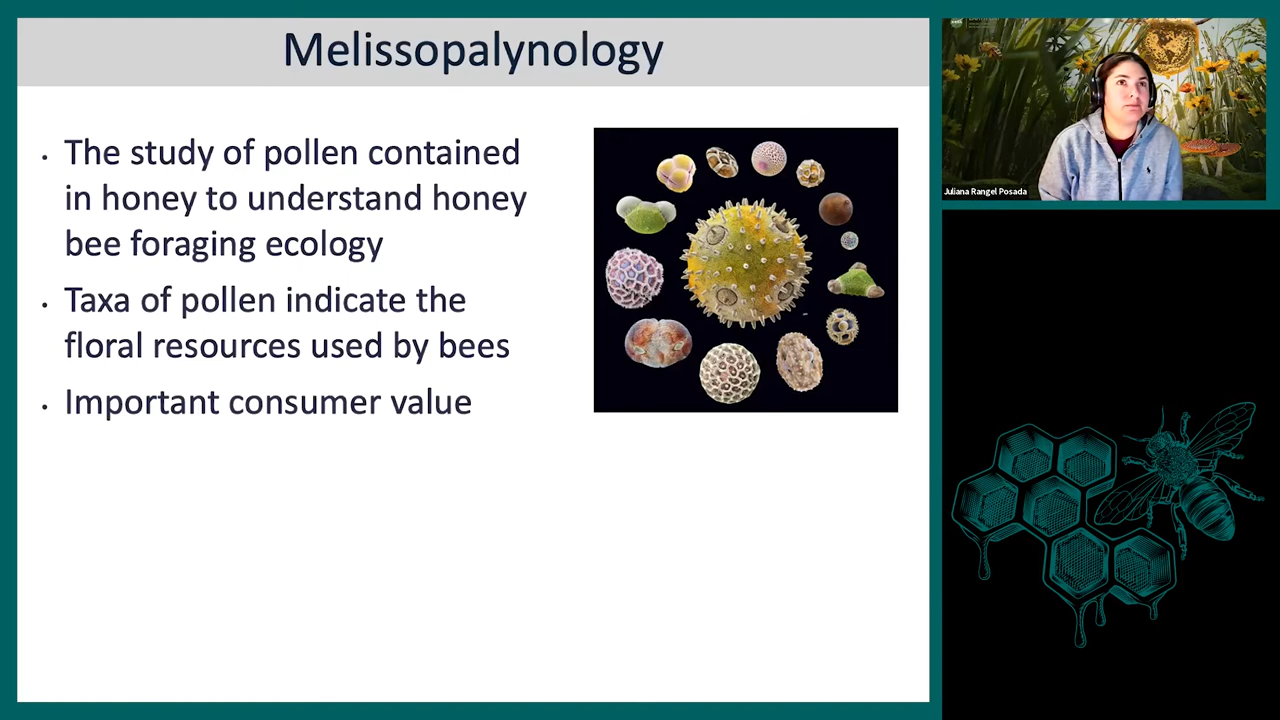 Melissopalynology
• The study of pollen contained
in honey to understand honey
bee foraging ecology
• Taxa of pollen indicate the
floral resources used by bees
• Important consumer value
Juliana Rangel Posada